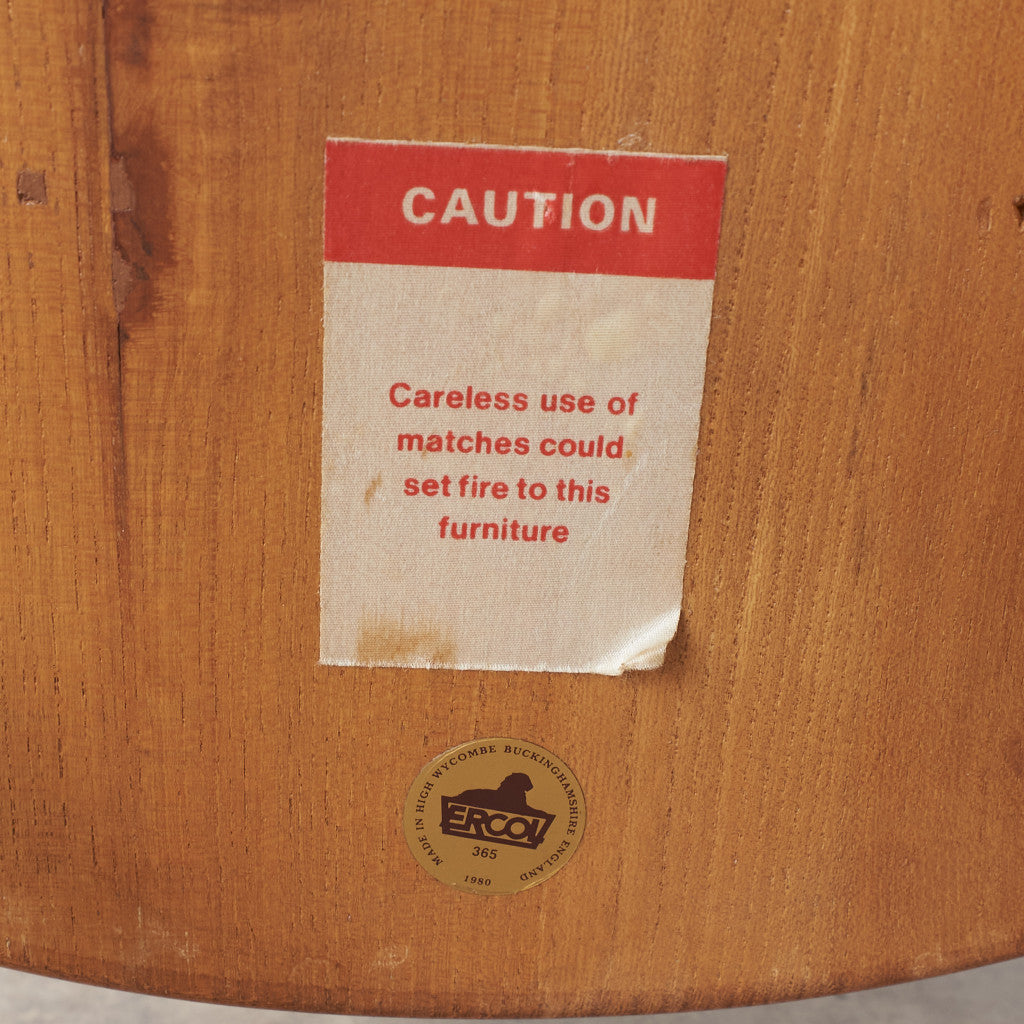 CAUTION
Careless use of
matches could
set fire to this
furniture
MADE IN HIGH WYCOMBE BUCKINGHAMSHIRE ENGLAND
ERCOL
365
1980